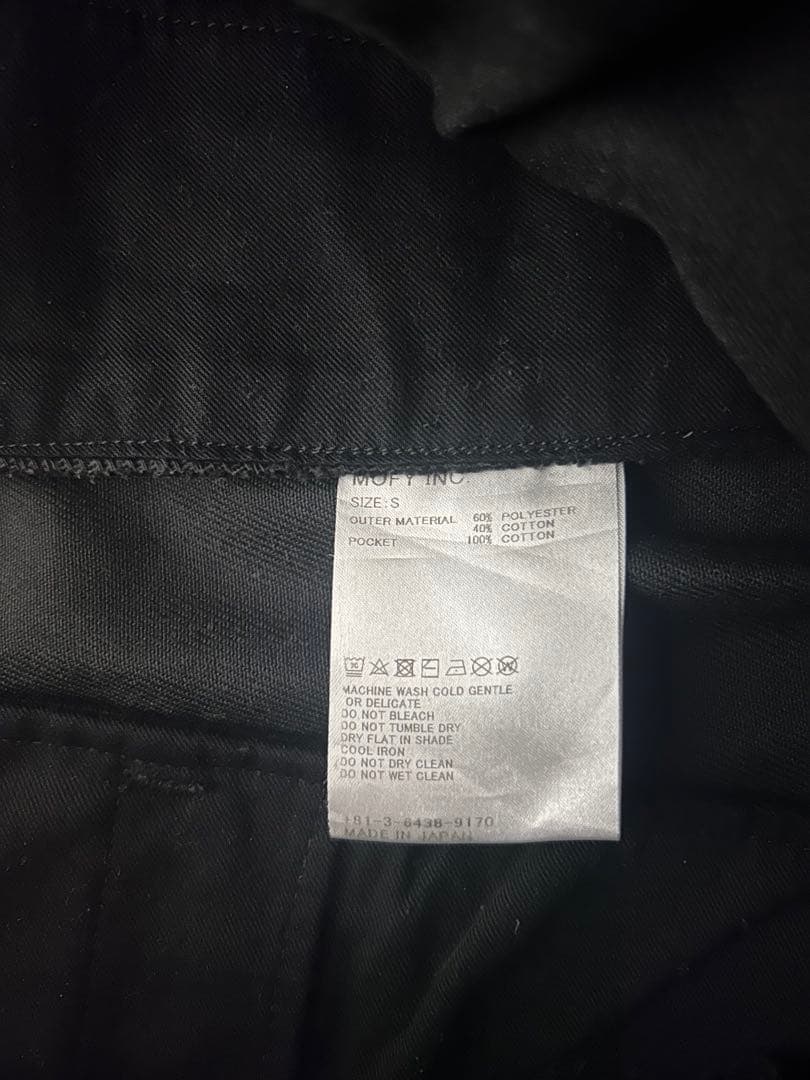 MOFY INC
SIZE:S
OUTER MATERIAL 60% POLYESTER
40% COTTON
POCKET 100% COTTON
MACHINE WASH COLD GENTLE
OR DELICATE
DO NOT BLEACH
DO NOT TUMBLE DRY
DRY FLAT IN SHADE
COOL IRON
DO NOT DRY CLEAN
DO NOT WET CLEAN
+81-3-6438-9170
MADE IN JAPAN